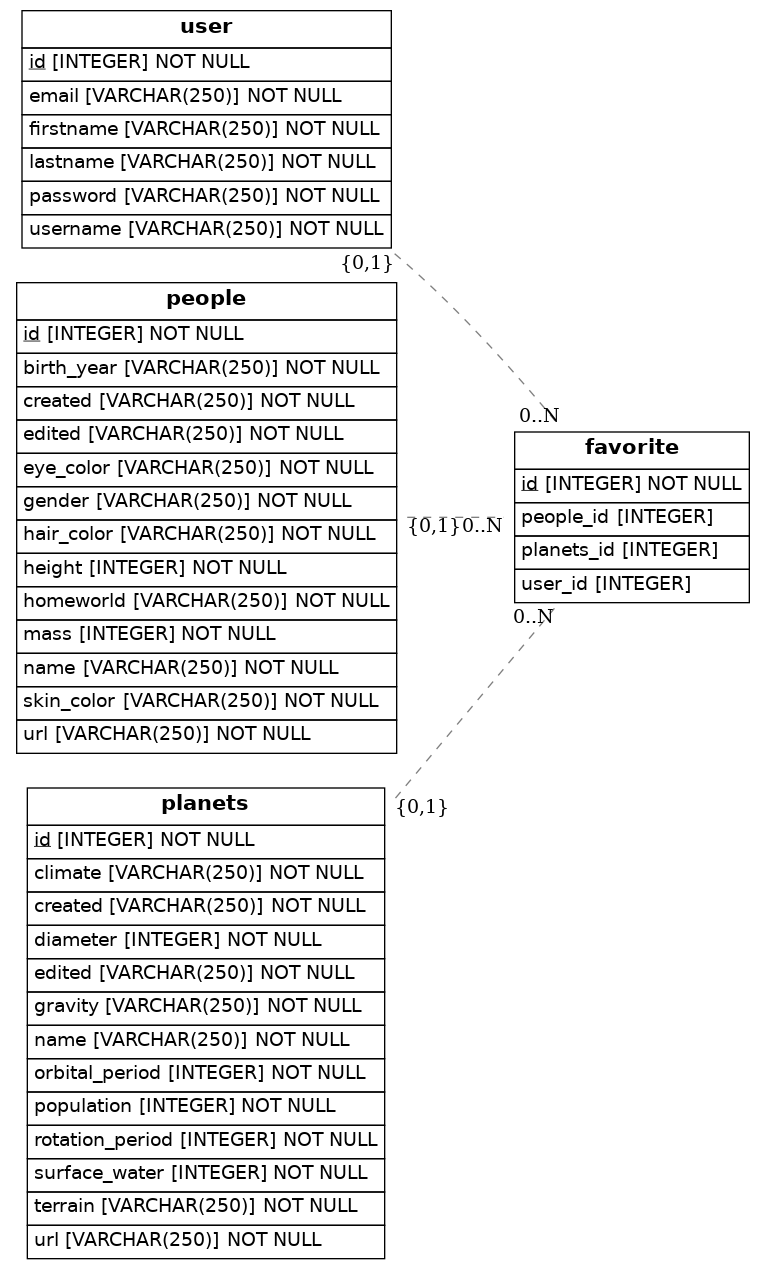 user
id [INTEGER] NOT NULL
email [VARCHAR(250)] NOT NULL
firstname [VARCHAR(250)] NOT NULL
lastname [VARCHAR(250)] NOT NULL
password [VARCHAR(250)] NOT NULL
username [VARCHAR(250)] NOT NULL
{0,1}
people
id [INTEGER] NOT NULL
birth_year [VARCHAR(250)] NOT NULL
created [VARCHAR(250)] NOT NULL
edited [VARCHAR(250)] NOT NULL
eye_color [VARCHAR(250)] NOT NULL
gender [VARCHAR(250)] NOT NULL
hair_color [VARCHAR(250)] NOT NULL
height [INTEGER] NOT NULL
homeworld [VARCHAR(250)] NOT NULL
mass [INTEGER] NOT NULL
name [VARCHAR(250)] NOT NULL
skin_color [VARCHAR(250)] NOT NULL
url [VARCHAR(250)] NOT NULL
{0,1}0..N
0..N
favorite
id [INTEGER] NOT NULL
people_id [INTEGER]
planets_id [INTEGER]
user_id [INTEGER]
0..N
{0,1}
planets
id [INTEGER] NOT NULL
climate [VARCHAR(250)] NOT NULL
created [VARCHAR(250)] NOT NULL
diameter [INTEGER] NOT NULL
edited [VARCHAR(250)] NOT NULL
gravity [VARCHAR(250)] NOT NULL
name [VARCHAR(250)] NOT NULL
orbital_period [INTEGER] NOT NULL
population [INTEGER] NOT NULL
rotation_period [INTEGER] NOT NULL
surface_water [INTEGER] NOT NULL
terrain [VARCHAR(250)] NOT NULL
url [VARCHAR(250)] NOT NULL